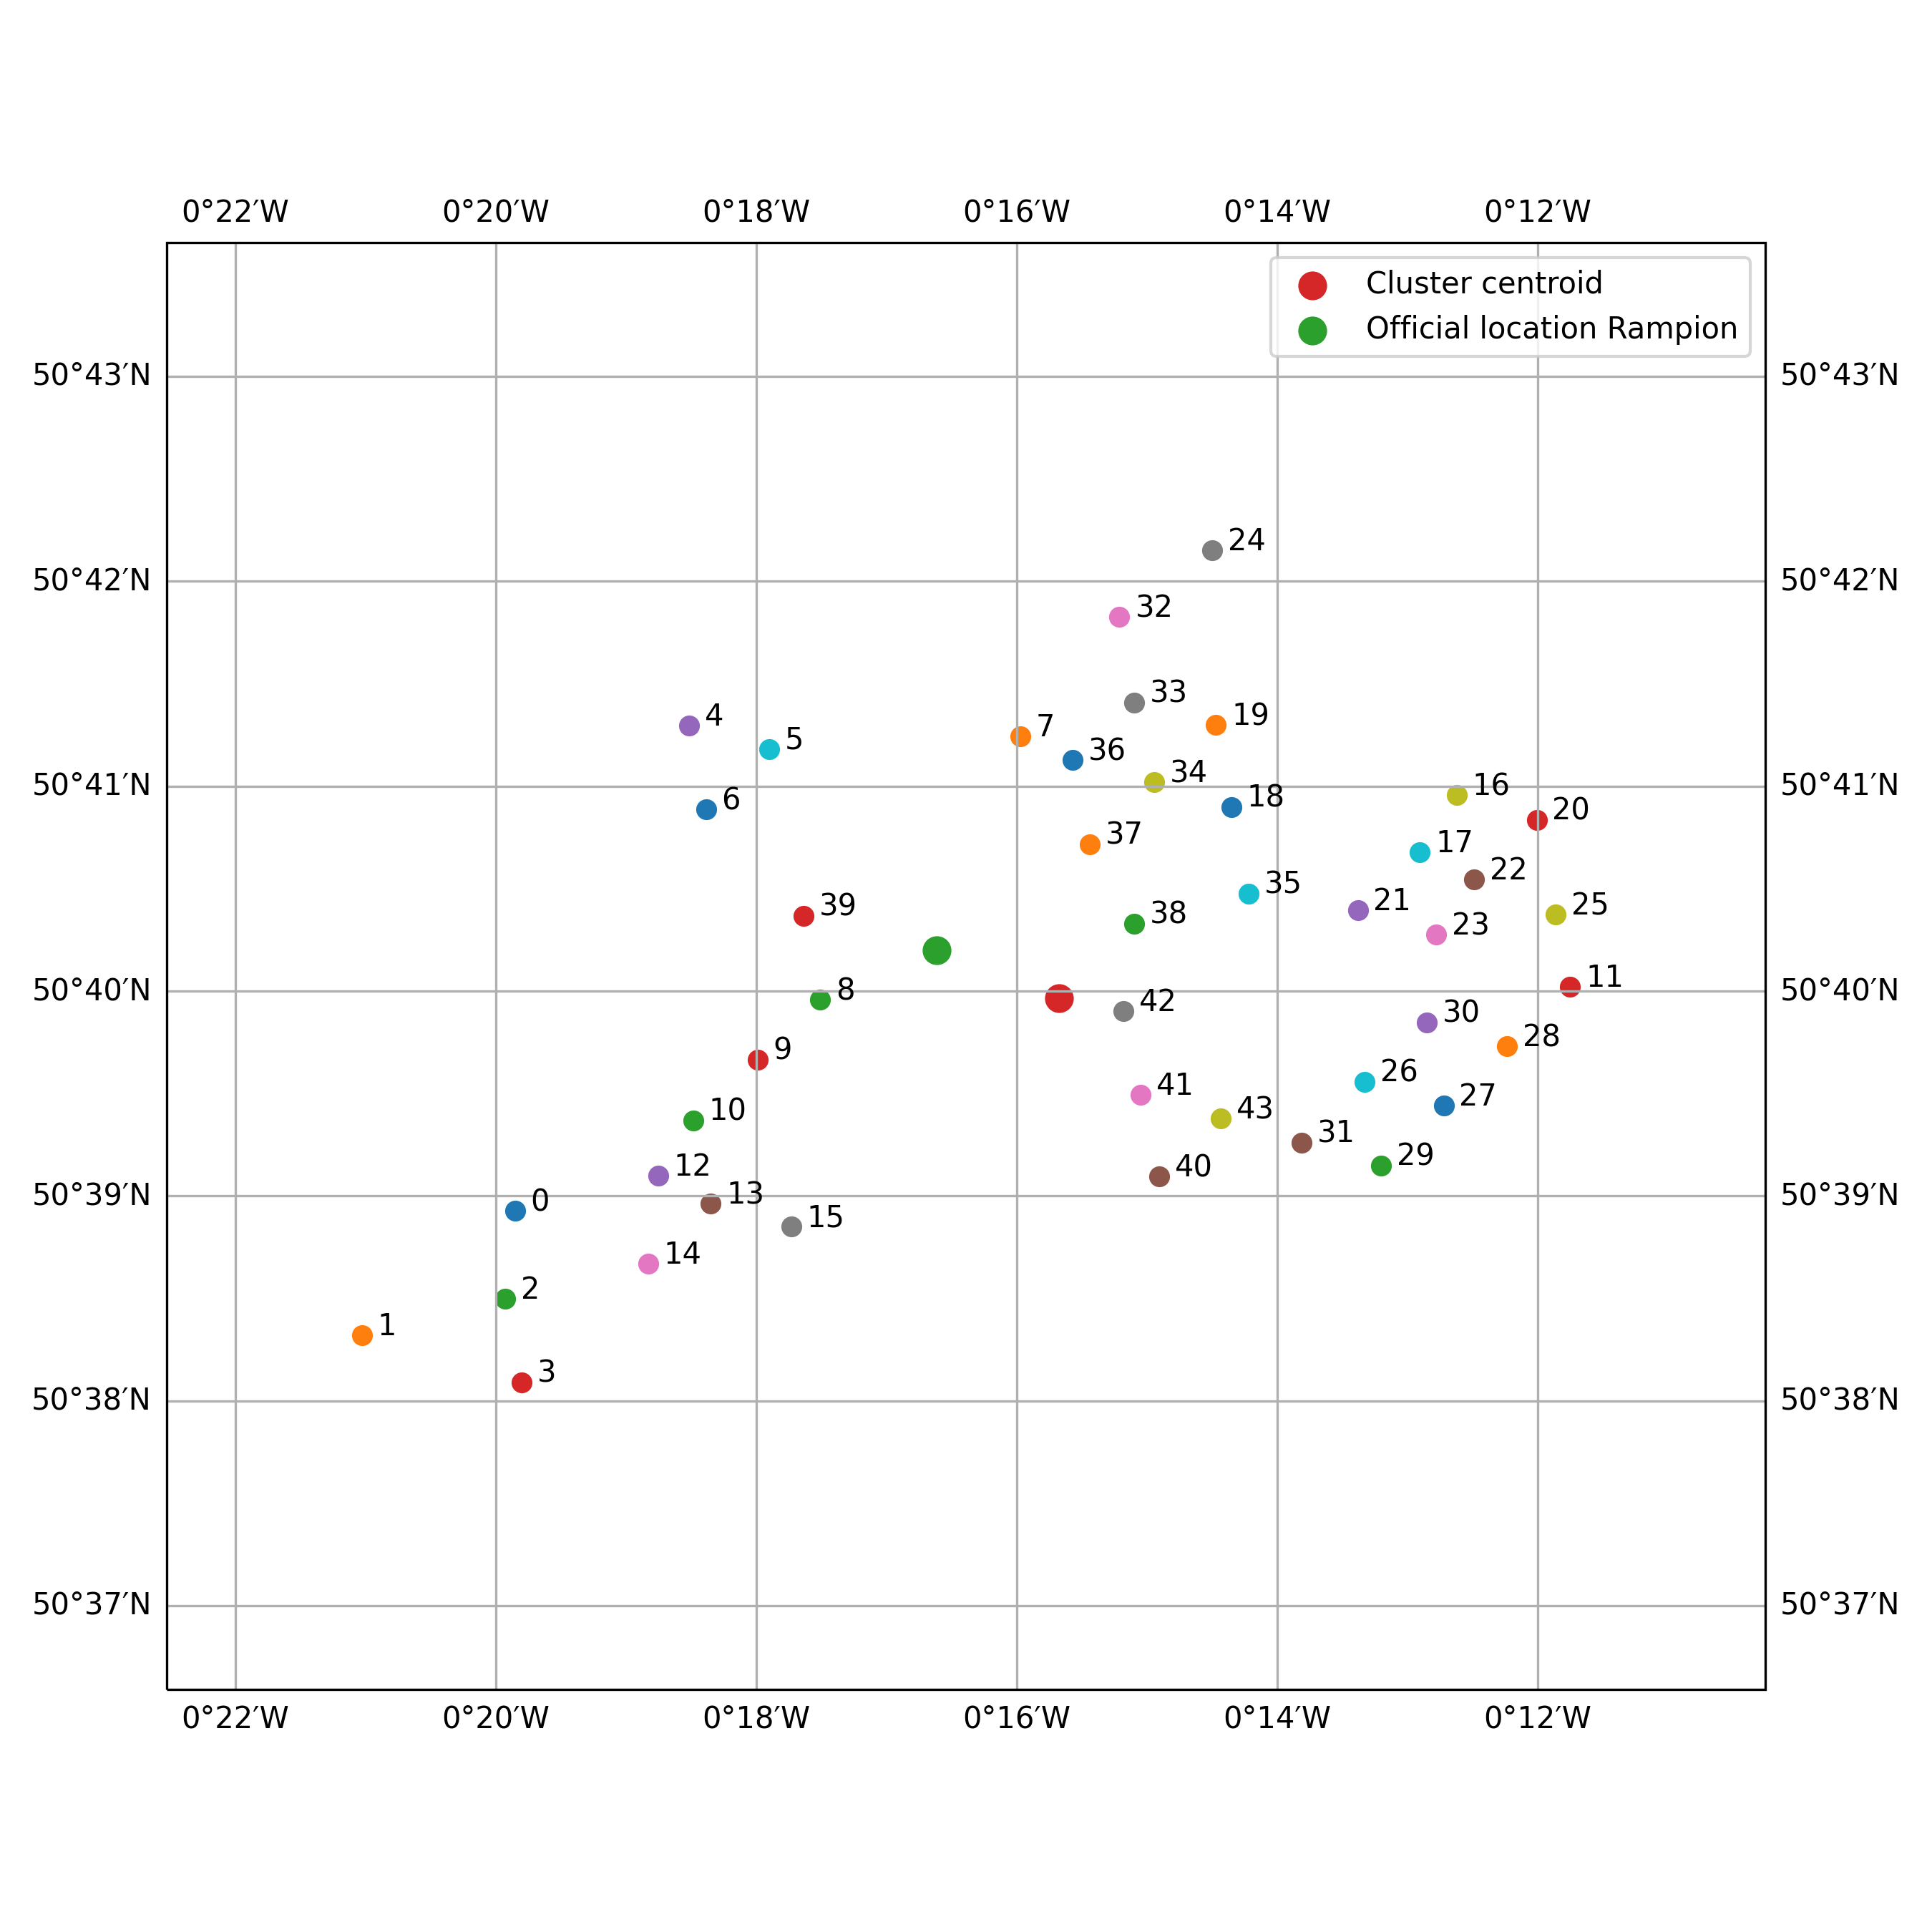 0°22′W 0°20′W 0°18′W 0°16′W 0°14′W 0°12′W
Cluster centroid
Official location Rampion
50°43′N 50°43′N
24
50°42′N 50°42′N
32
33
4 19
7
5 36
34
50°41′N 16 50°41′N
6 18
20
37 17
22
35
39 21 25
38
23
11
50°40′N 8 50°40′N
42
30
28
9
26
41
27
10 43
31
29
12 40
50°39′N 13 50°39′N
0
15
14
2
1
3
50°38′N 50°38′N
50°37′N 50°37′N
0°22′W 0°20′W 0°18′W 0°16′W 0°14′W 0°12′W